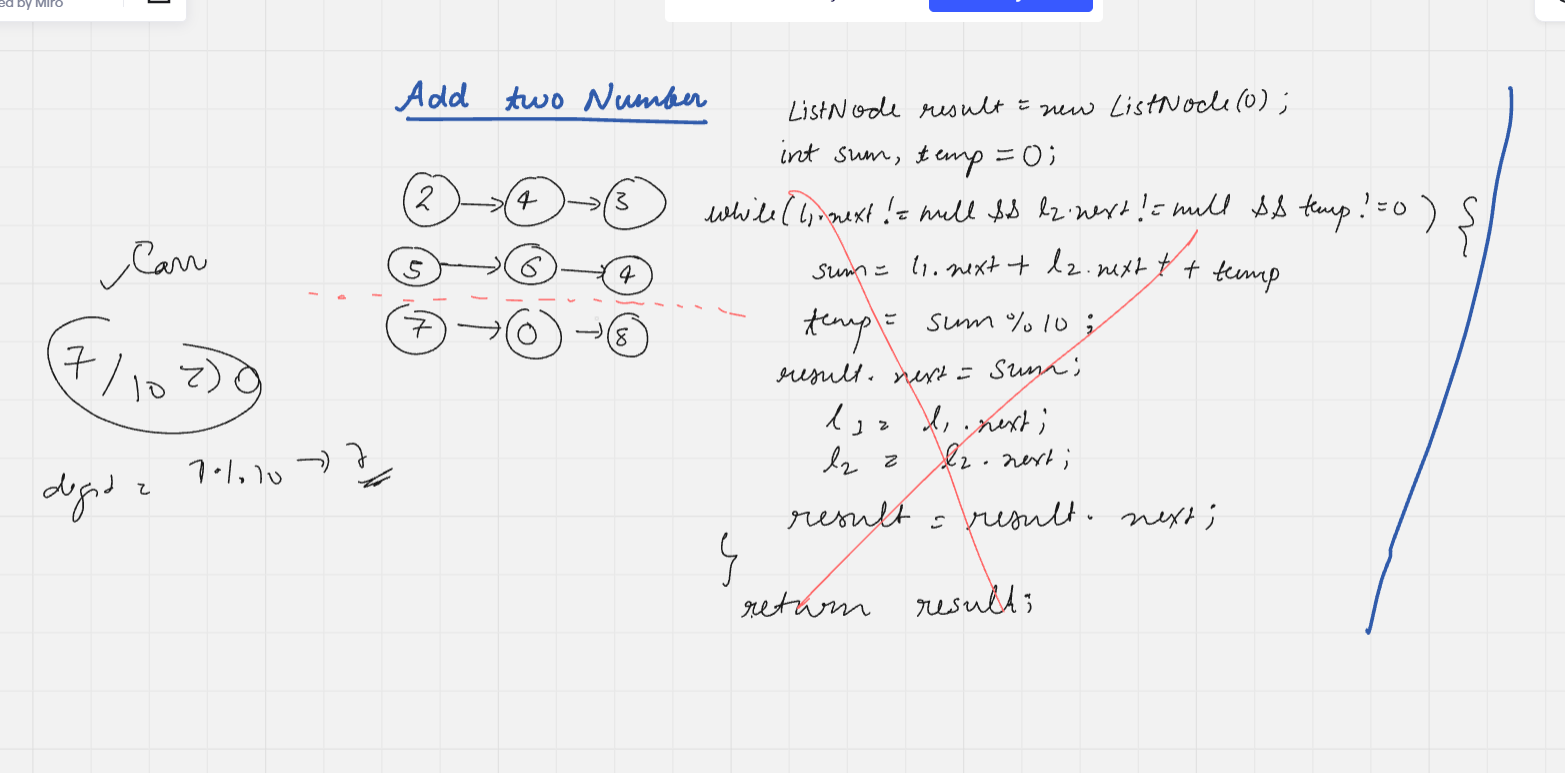 ed by Miro
Add two Number
2 → 4 → 3
5 → 6 → 4
7 → 0 → 8
7/10 => 0
7 % 10 → 7
ListNode result = new ListNode(0);
int sum, temp = 0;
while(l1.next != null && l2.next != null && temp != 0) {
sum = l1.next + l2.next + + temp
temp = sum % 10;
result. next = sum;
l1 = l1.next;
l2 = l2.next;
result = result. next;
}
return result;